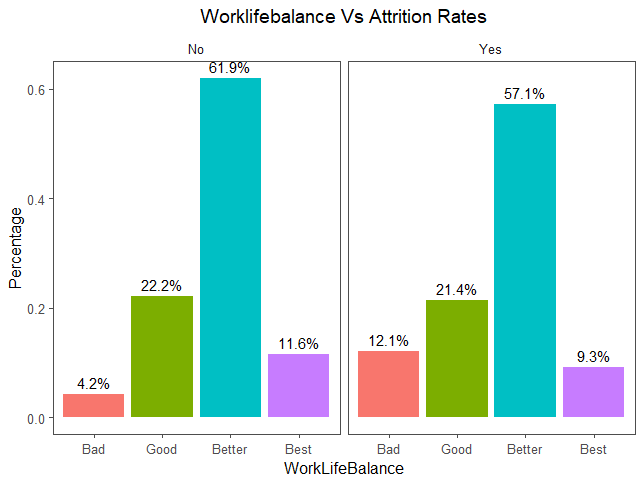 Worklifebalance Vs Attrition Rates
No
Yes
Percentage
0.6
0.4
0.2
0.0
4.2%
22.2%
61.9%
11.6%
12.1%
21.4%
57.1%
9.3%
Bad Good Better Best
Bad Good Better Best
WorkLifeBalance